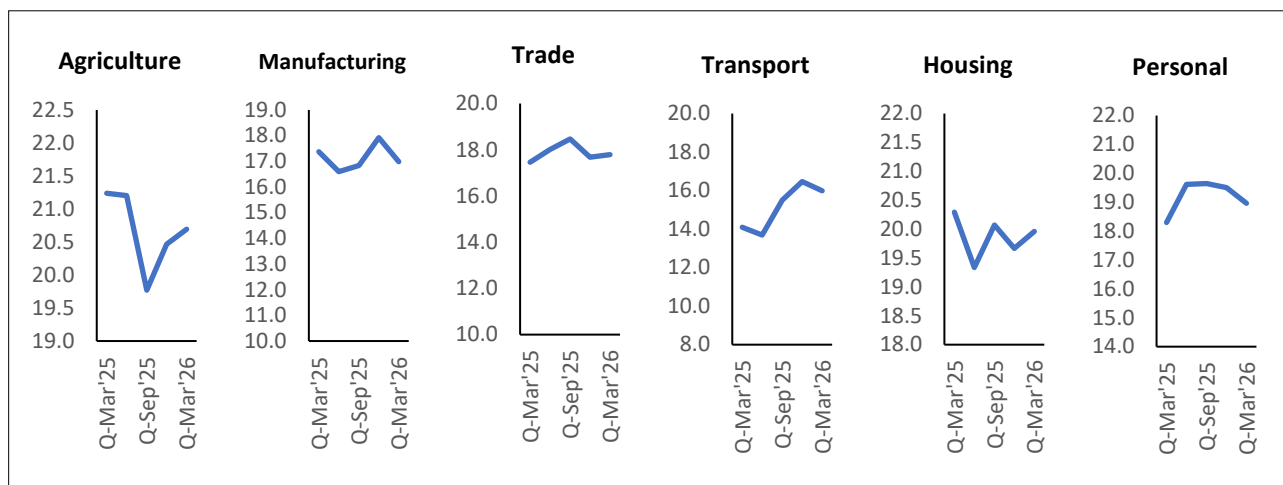 Agriculture
22.5
22.0
21.5
21.0
20.5
20.0
19.5
19.0
Q-Mar'25
Q-Sep'25
Q-Mar'26
Manufacturing
19.0
18.0
17.0
16.0
15.0
14.0
13.0
12.0
11.0
10.0
Q-Mar'25
Q-Sep'25
Q-Mar'26
Trade
20.0
18.0
16.0
14.0
12.0
10.0
Q-Mar'25
Q-Sep'25
Q-Mar'26
Transport
20.0
18.0
16.0
14.0
12.0
10.0
8.0
Q-Mar'25
Q-Sep'25
Q-Mar'26
Housing
22.0
21.5
21.0
20.5
20.0
19.5
19.0
18.5
18.0
Q-Mar'25
Q-Sep'25
Q-Mar'26
Personal
22.0
21.0
20.0
19.0
18.0
17.0
16.0
15.0
14.0
Q-Mar'25
Q-Sep'25
Q-Mar'26